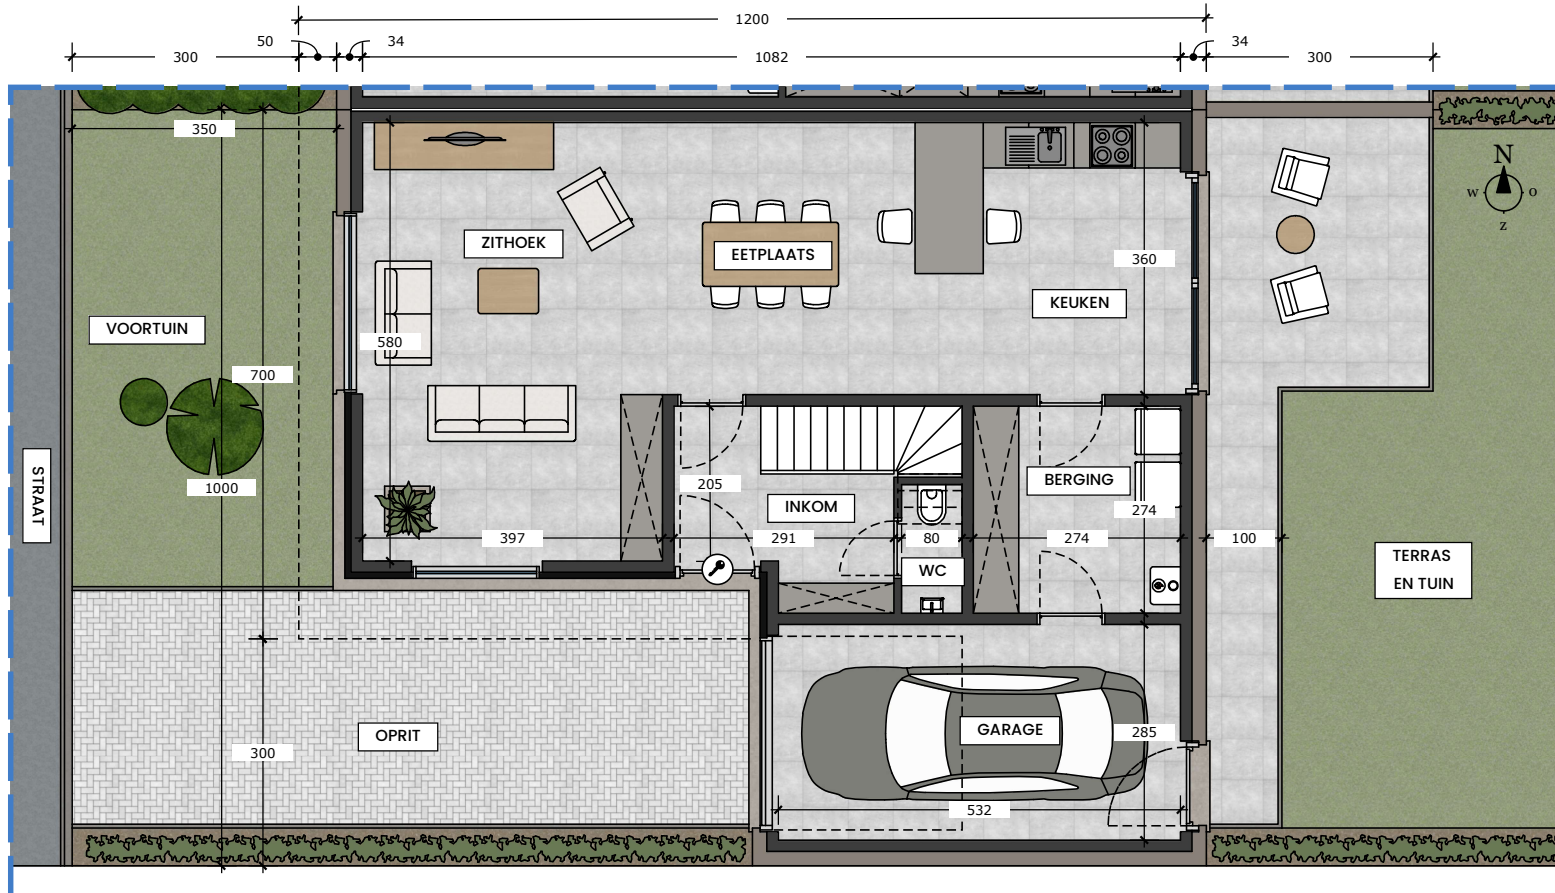 1200
50
34
34
300
1082
300
350
N
w
o
z
ZITHOEK
EETPLAATS
360
KEUKEN
VOORTUIN
580
700
STRAAT
1000
205
BERGING
INKOM
274
397
291
80
274
100
WC
TERRAS
EN TUIN
OPRIT
GARAGE
285
300
532